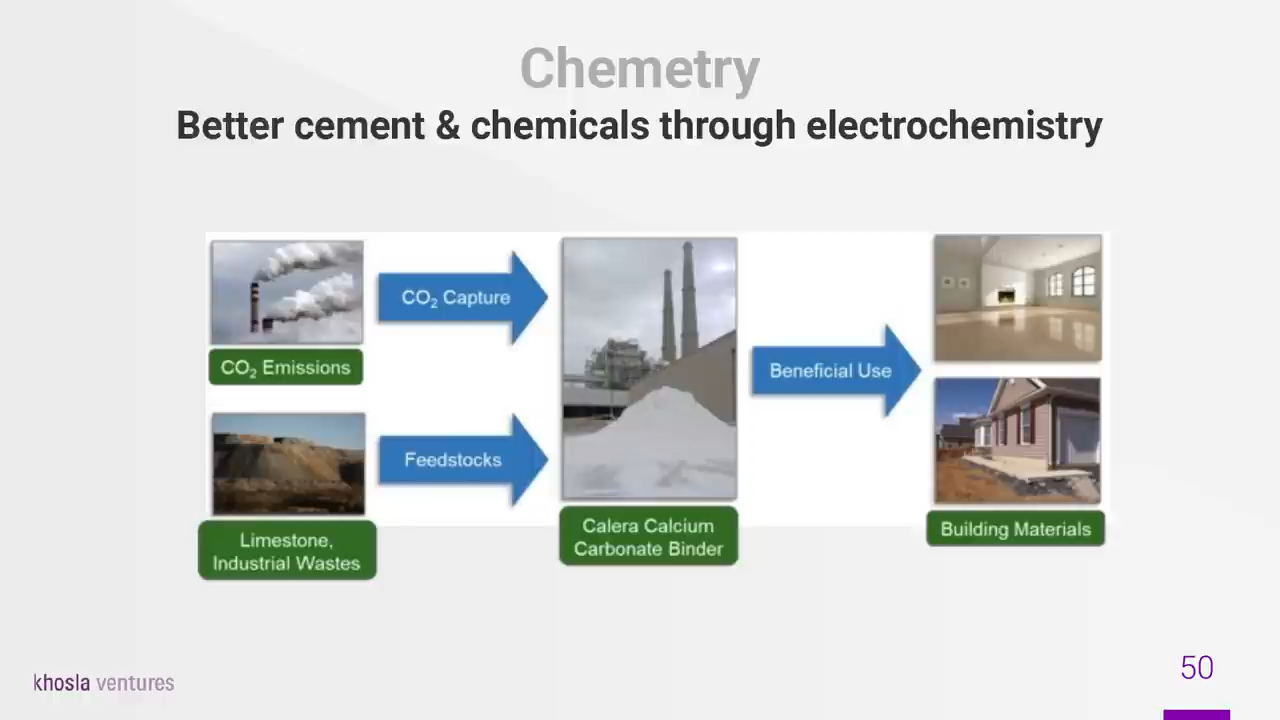 Chemetry
Better cement & chemicals through electrochemistry
CO₂ Capture
CO₂ Emissions
Feedstocks
Limestone,
Industrial Wastes
Calera Calcium
Carbonate Binder
Beneficial Use
Building Materials
khosla ventures
50